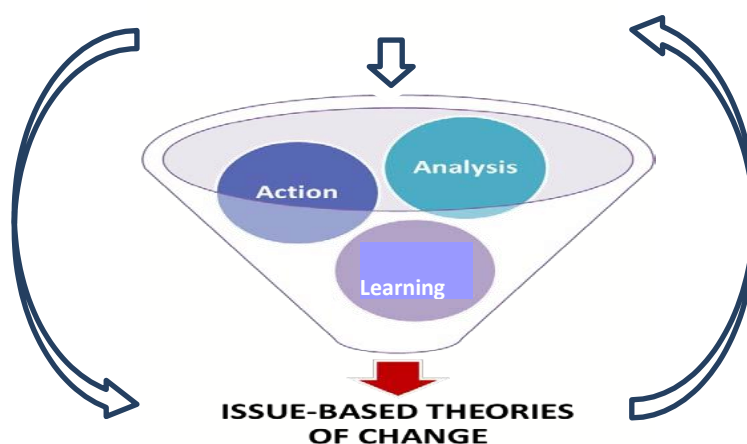 Analysis
Action
Learning
ISSUE-BASED THEORIES
OF CHANGE